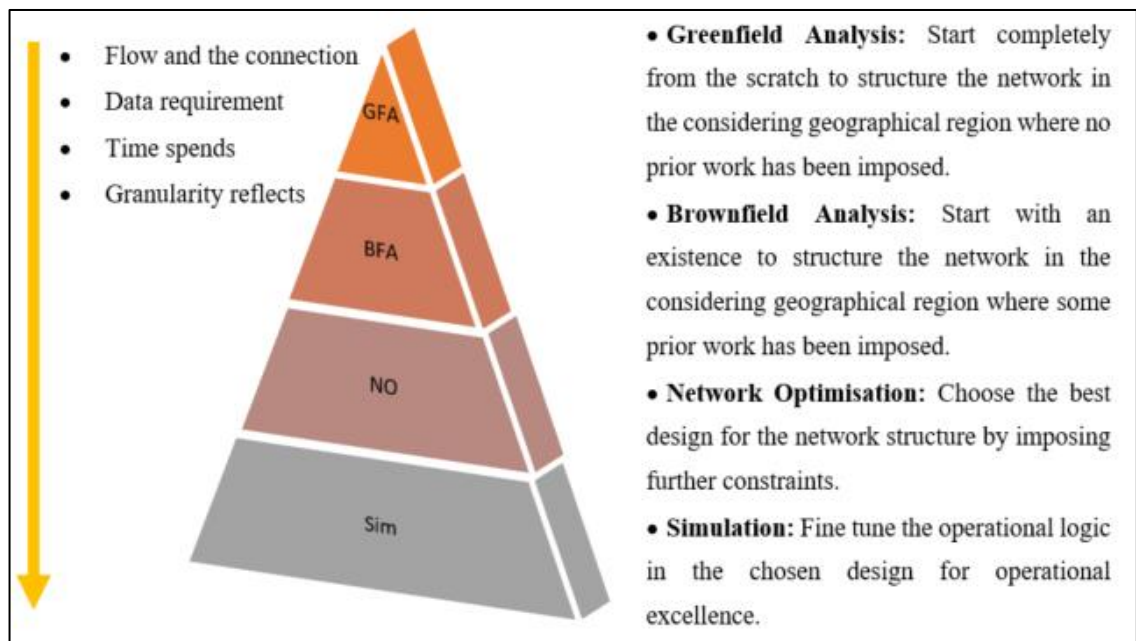 • Flow and the connection
• Data requirement
• Time spends
• Granularity reflects
GFA
BFA
NO
Sim
• Greenfield Analysis: Start completely
from the scratch to structure the network in
the considering geographical region where no
prior work has been imposed.
• Brownfield Analysis: Start with an
existence to structure the network in the
considering geographical region where some
prior work has been imposed.
• Network Optimisation: Choose the best
design for the network structure by imposing
further constraints.
• Simulation: Fine tune the operational logic
in the chosen design for operational
excellence.